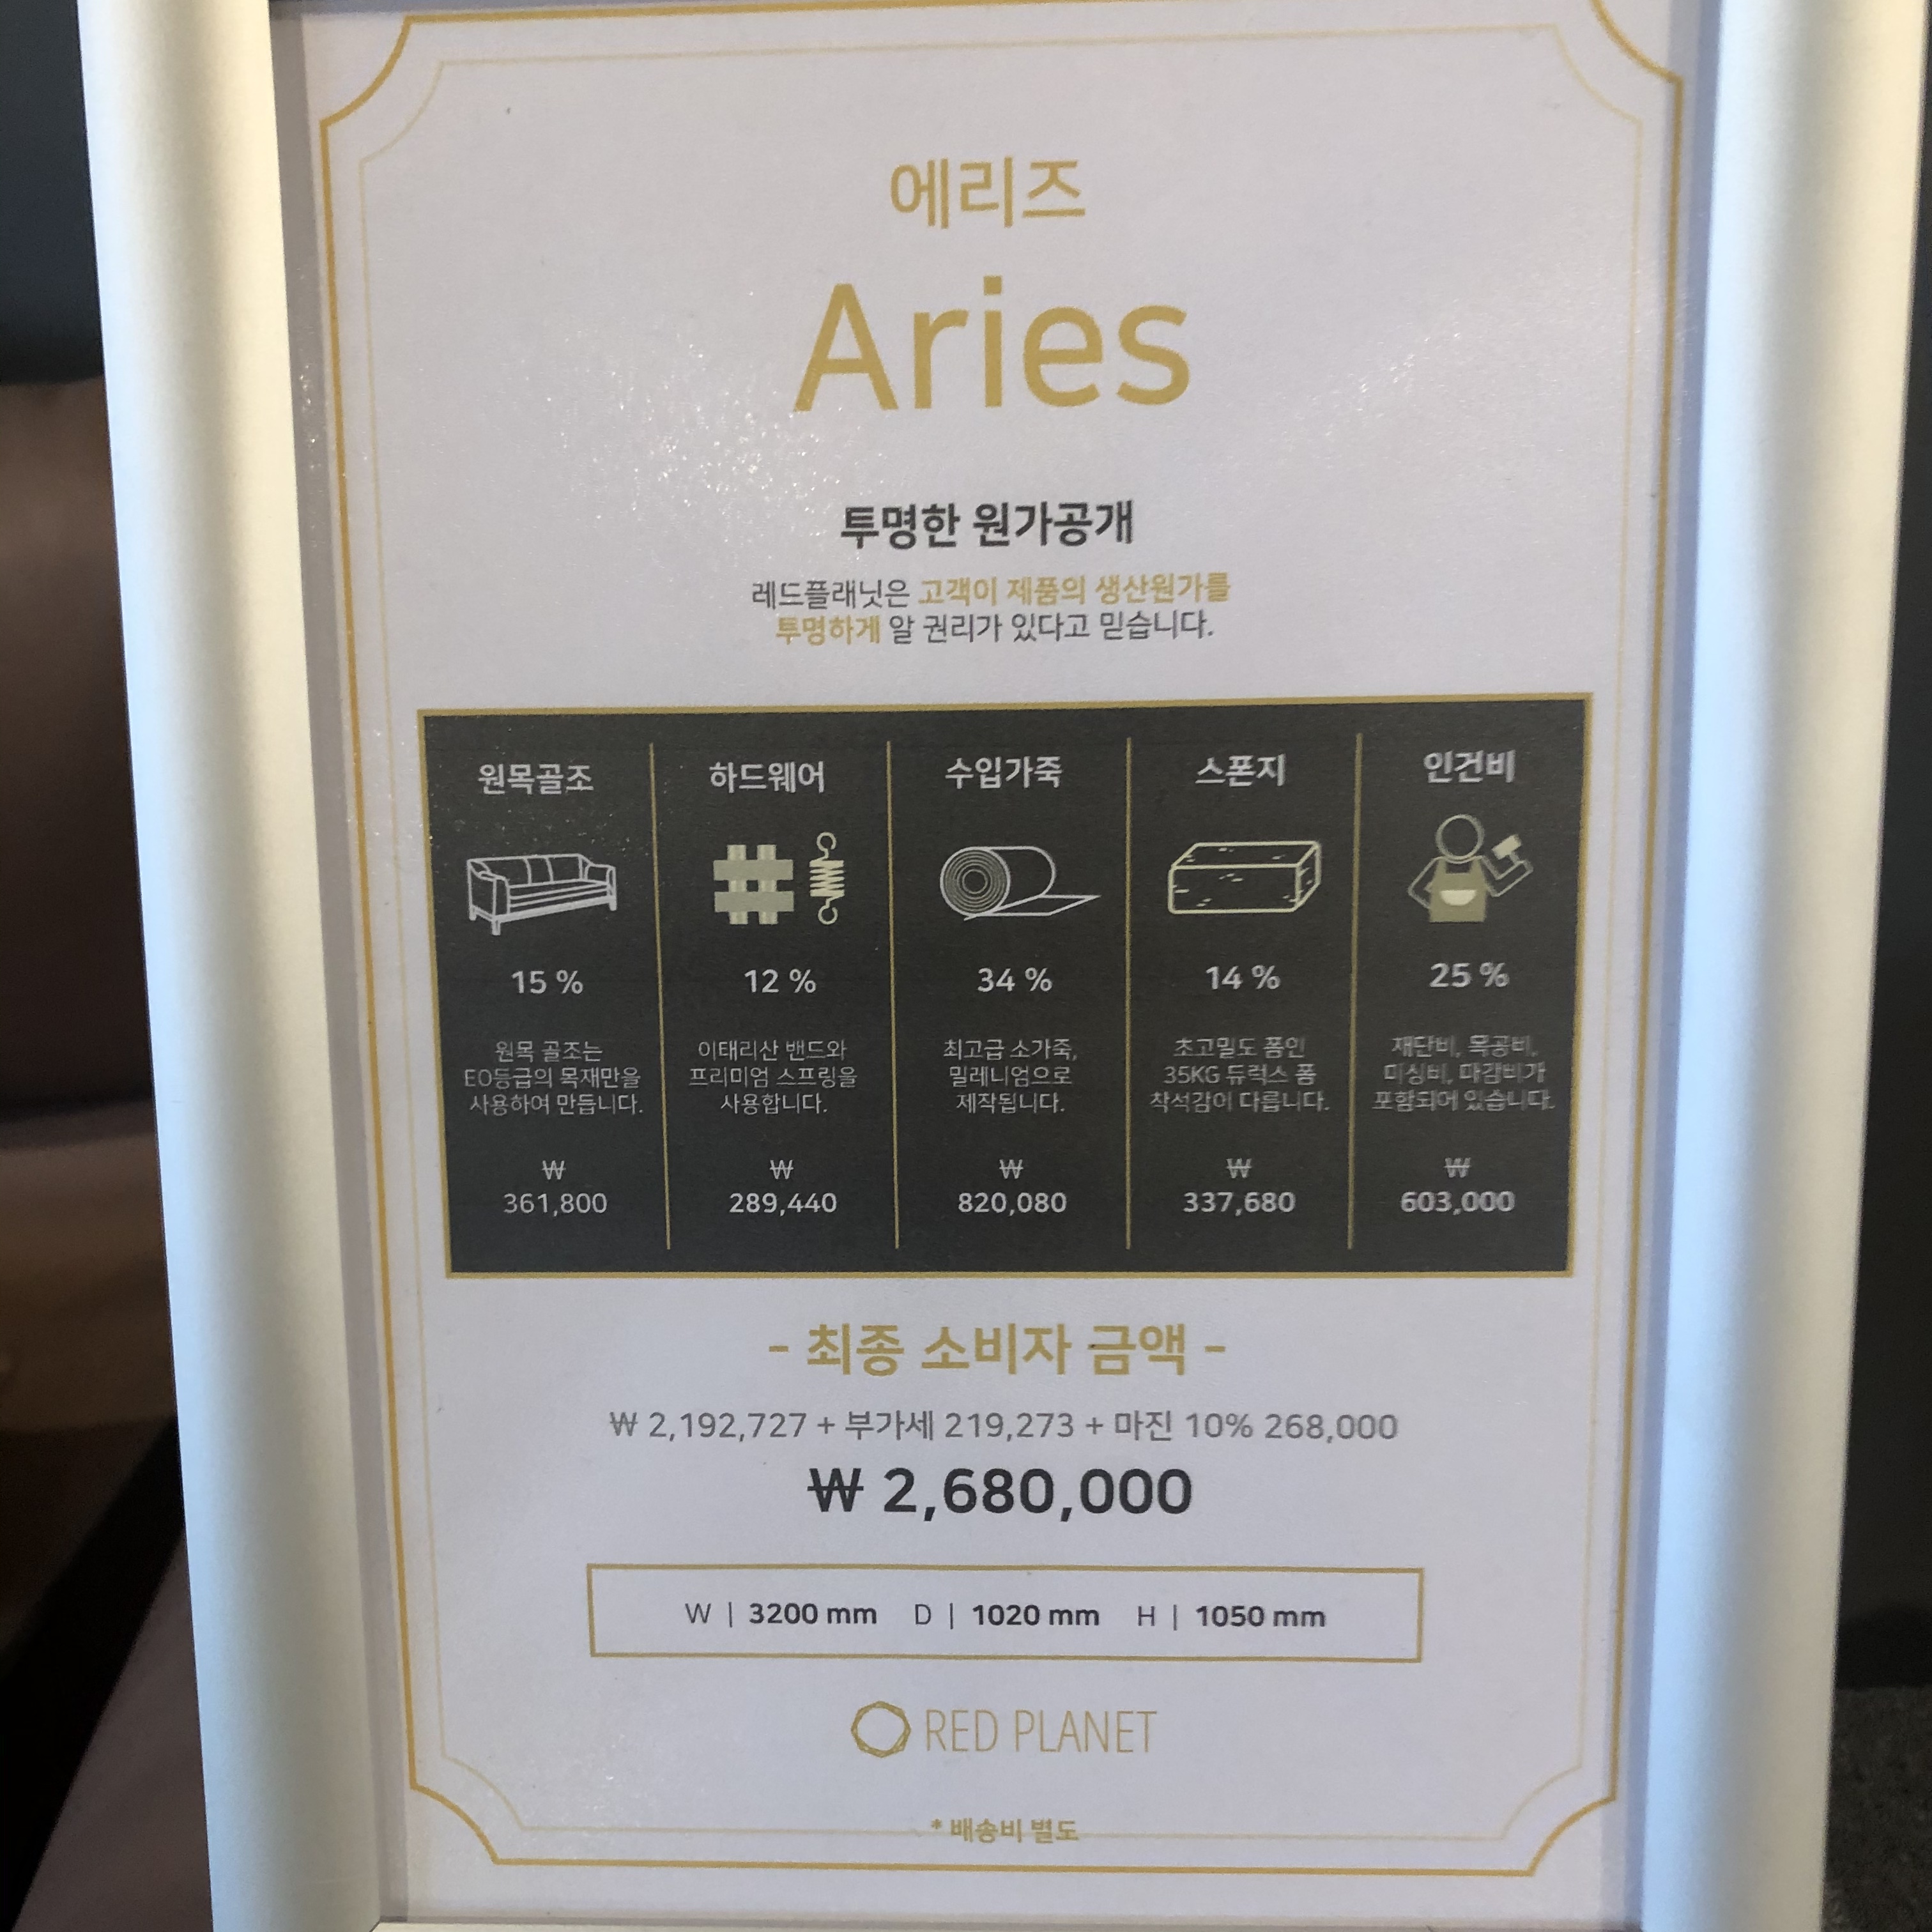 에리즈
Aries
투명한 원가공개
레드플래닛은 고객이 제품의 생산원가를
투명하게 알 권리가 있다고 믿습니다.
원목골조
15 %
원목 골조는
EO등급의 목재만을
사용하여 만듭니다.
₩
361,800
하드웨어
12 %
이태리산 밴드와
프리미엄 스프링을
사용합니다.
₩
289,440
수입가죽
34 %
최고급 소가죽,
밀레니엄으로
제작됩니다.
₩
820,080
스폰지
14 %
초고밀도 폼인
35KG 듀럭스 폼
착석감이 다릅니다.
₩
337,680
인건비
25 %
재단비, 목공비,
미싱비, 마감비가
포함되어 있습니다.
₩
603,000
- 최종 소비자 금액 -
₩ 2,192,727 + 부가세 219,273 + 마진 10% 268,000
₩ 2,680,000
W | 3200 mm D | 1020 mm H | 1050 mm
RED PLANET
* 배송비 별도